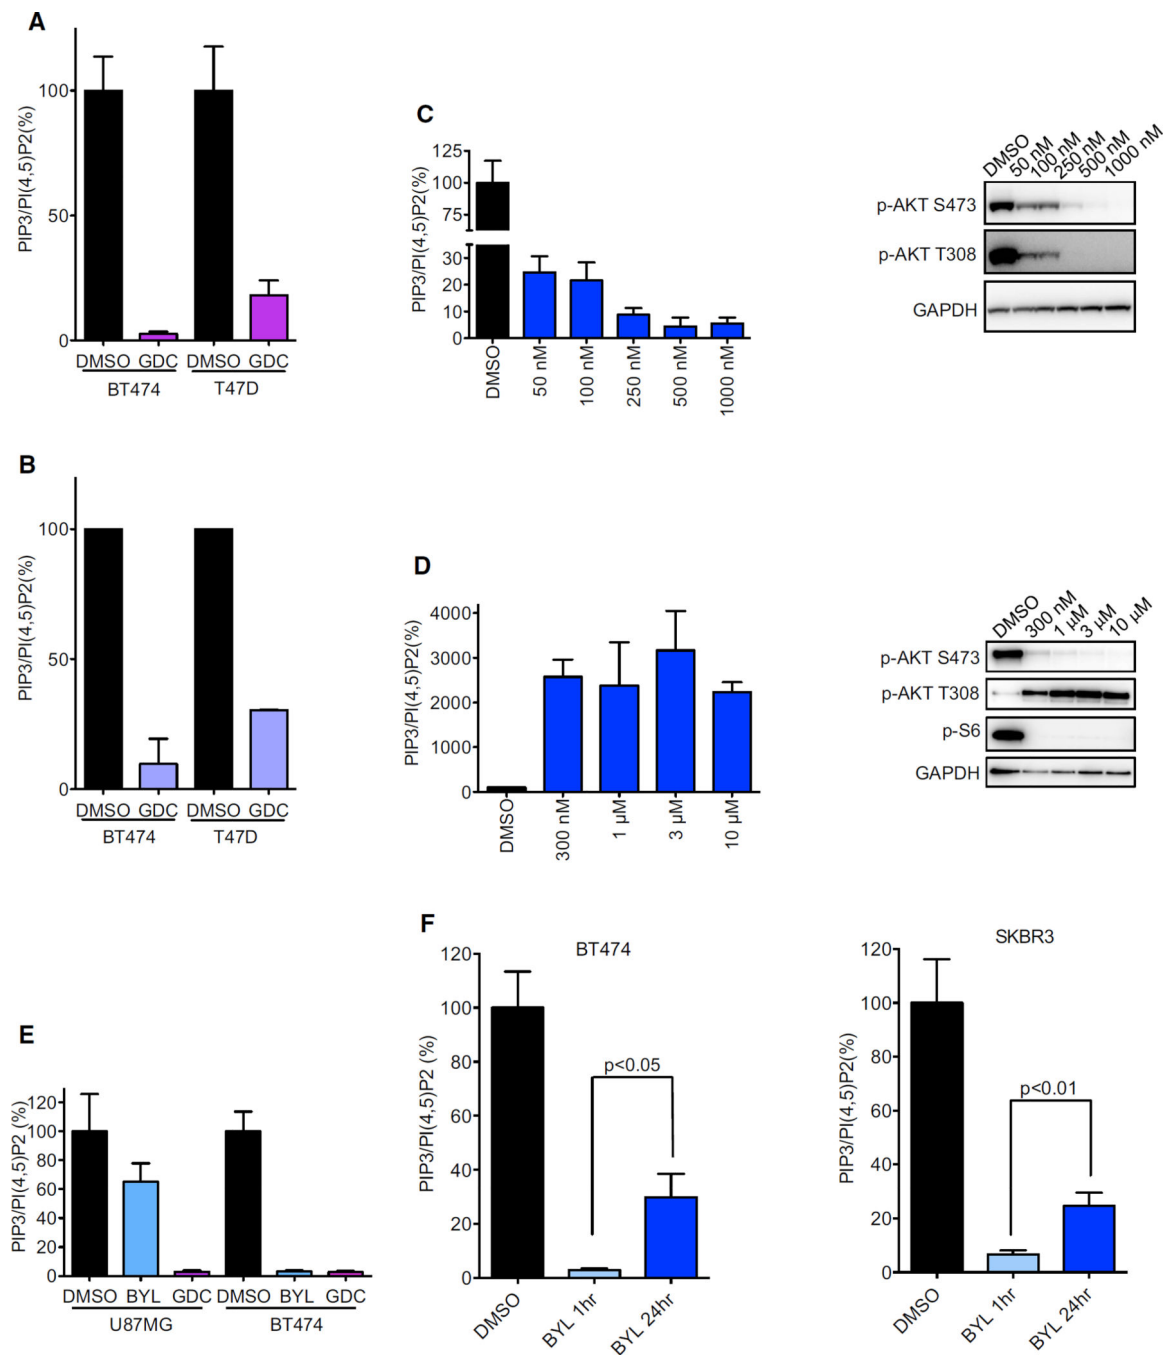 A
PIP3/PI(4,5)P2(%)
100
50
0
DMSO GDC DMSO GDC
BT474 T47D
C
PIP3/PI(4,5)P2(%)
125
100
75
30
20
10
0
DMSO
50 nM
100 nM
250 nM
500 nM
1000 nM
DMSO
50 nM
100 nM
250 nM
500 nM
1000 nM
p-AKT S473
p-AKT T308
GAPDH
B
PIP3/PI(4,5)P2(%)
100
50
0
DMSO GDC DMSO GDC
BT474 T47D
D
PIP3/PI(4,5)P2(%)
4000
3000
2000
1000
0
DMSO
300 nM
1 µM
3 µM
10 µM
DMSO
300 nM
1 µM
3 µM
10 µM
p-AKT S473
p-AKT T308
p-S6
GAPDH
E
PIP3/PI(4,5)P2 (%)
120
100
80
60
40
20
0
DMSO BYL GDC DMSO BYL GDC
U87MG BT474
F
BT474
PIP3/PI(4,5)P2 (%)
120
100
80
60
40
20
0
p<0.05
DMSO
BYL 1hr
BYL 24hr
SKBR3
PIP3/PI(4,5)P2(%)
120
100
80
60
40
20
0
p<0.01
DMSO
BYL 1hr
BYL 24hr